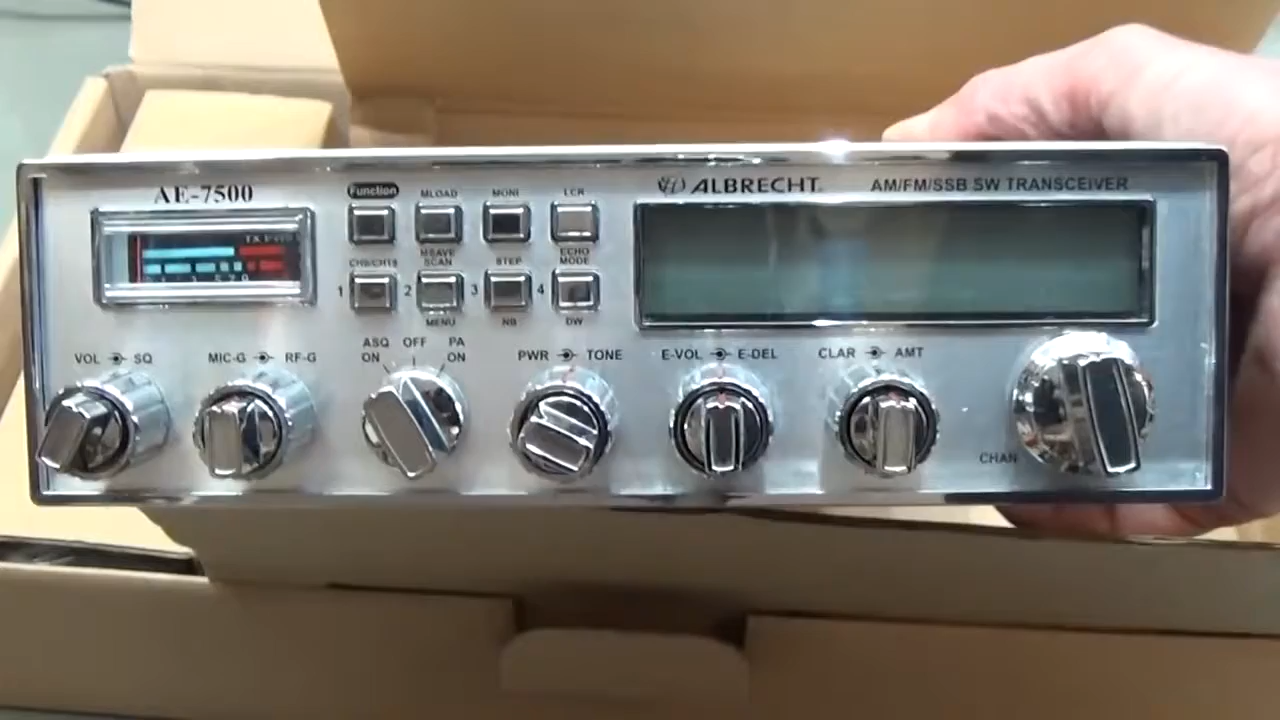 AE-7500
Function MLOAD MONI LCR
ALBRECHT AM/FM/SSB SW TRANSCEIVER
MSAVE ECHO
CH9/CH19 SCAN STEP MODE
1 2 3 4
MENU NB DW
ASQ OFF PA
ON ON
VOL SQ MIC-G RF-G PWR TONE E-VOL E-DEL CLAR AMT
CHAN